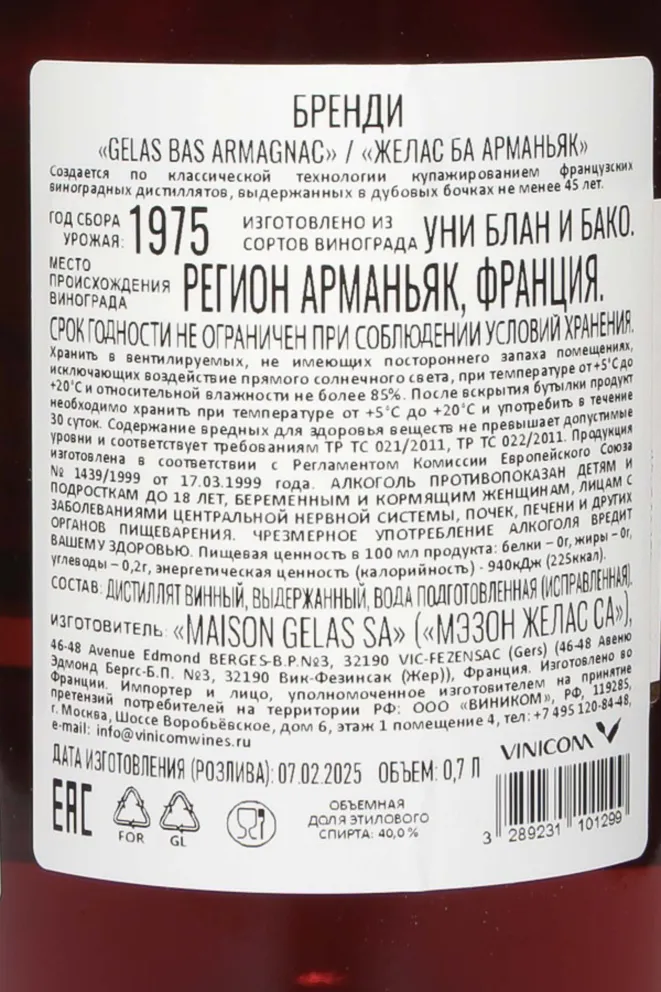 БРЕНДИ
«GELAS BAS ARMAGNAC» / «ЖЕЛАС БА АРМАНЬЯК»
Создается по классической технологии купажированием французских
виноградных дистиллятов, выдержанных в дубовых бочках не менее 45 лет.
ГОД СБОРА УРОЖАЯ: 1975 ИЗГОТОВЛЕНО ИЗ СОРТОВ ВИНОГРАДА УНИ БЛАН И БАКО.
МЕСТО ПРОИСХОЖДЕНИЯ ВИНОГРАДА РЕГИОН АРМАНЬЯК, ФРАНЦИЯ.
СРОК ГОДНОСТИ НЕ ОГРАНИЧЕН ПРИ СОБЛЮДЕНИИ УСЛОВИЙ ХРАНЕНИЯ.
Хранить в вентилируемых, не имеющих постороннего запаха помещениях,
исключающих воздействие прямого солнечного света, при температуре от +5°С до
+20°С и относительной влажности не более 85%. После вскрытия бутылки продукт
необходимо хранить при температуре от +5°С до +20°С и употребить в течение
30 суток. Содержание вредных для здоровья веществ не превышает допустимые
уровни и соответствует требованиям ТР ТС 021/2011, ТР ТС 022/2011. Продукция
изготовлена в соответствии с Регламентом Комиссии Европейского Союза
№ 1439/1999 от 17.03.1999 года. АЛКОГОЛЬ ПРОТИВОПОКАЗАН ДЕТЯМ И
ПОДРОСТКАМ ДО 18 ЛЕТ, БЕРЕМЕННЫМ И КОРМЯЩИМ ЖЕНЩИНАМ, ЛИЦАМ С
ЗАБОЛЕВАНИЯМИ ЦЕНТРАЛЬНОЙ НЕРВНОЙ СИСТЕМЫ, ПОЧЕК, ПЕЧЕНИ И ДРУГИХ
ОРГАНОВ ПИЩЕВАРЕНИЯ. ЧРЕЗМЕРНОЕ УПОТРЕБЛЕНИЕ АЛКОГОЛЯ ВРЕДИТ
ВАШЕМУ ЗДОРОВЬЮ. Пищевая ценность в 100 мл продукта: белки – 0г, жиры – 0г,
углеводы – 0,2г, энергетическая ценность (калорийность) - 940кДж (225ккал).
СОСТАВ: ДИСТИЛЛЯТ ВИННЫЙ, ВЫДЕРЖАННЫЙ, ВОДА ПОДГОТОВЛЕННАЯ (ИСПРАВЛЕННАЯ).
ИЗГОТОВИТЕЛЬ: «MAISON GELAS SA» («МЭЗОН ЖЕЛАС СА»),
46-48 Avenue Edmond BERGES-B.P.№3, 32190 VIC-FEZENSAC (Gers) (46-48 Авеню
Эдмонд Бергс-Б.П. №3, 32190 Вик-Фезинсак (Жер)), Франция. Изготовлено во
Франции. Импортер и лицо, уполномоченное изготовителем на принятие
претензий потребителей на территории РФ: ООО «ВИНИКОМ», РФ, 119285,
г. Москва, Шоссе Воробьёвское, дом 6, этаж 1 помещение 4, тел: +7 495 120-84-48,
e-mail: info@vinicomwines.ru
VINICOM
ДАТА ИЗГОТОВЛЕНИЯ (РОЗЛИВА): 07.02.2025 ОБЪЕМ: 0,7 Л
EAC
FOR
GL
ОБЪЕМНАЯ
ДОЛЯ ЭТИЛОВОГО
СПИРТА: 40,0 %
3 289231 101299